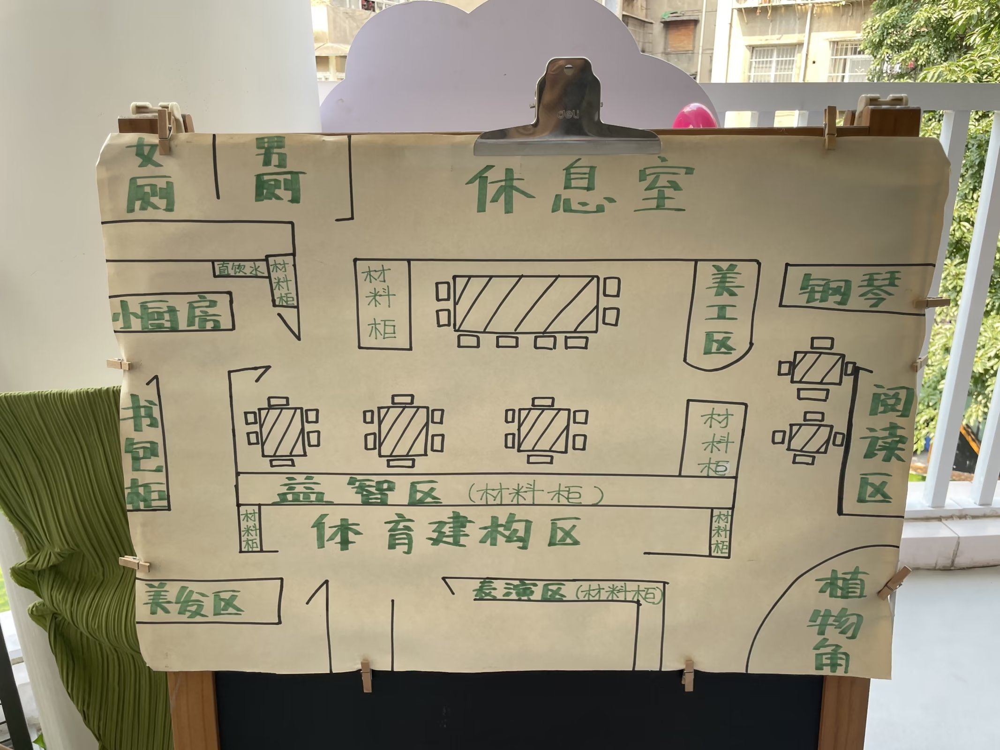 deli
女厕
男厕
休息室
直饮水
材料柜
小厨房
材料柜
美工区
钢琴
书包柜
材料柜
阅读区
益智区(材料柜)
材料柜
体育建构区
材料柜
美发区
表演区(材料柜)
植物角